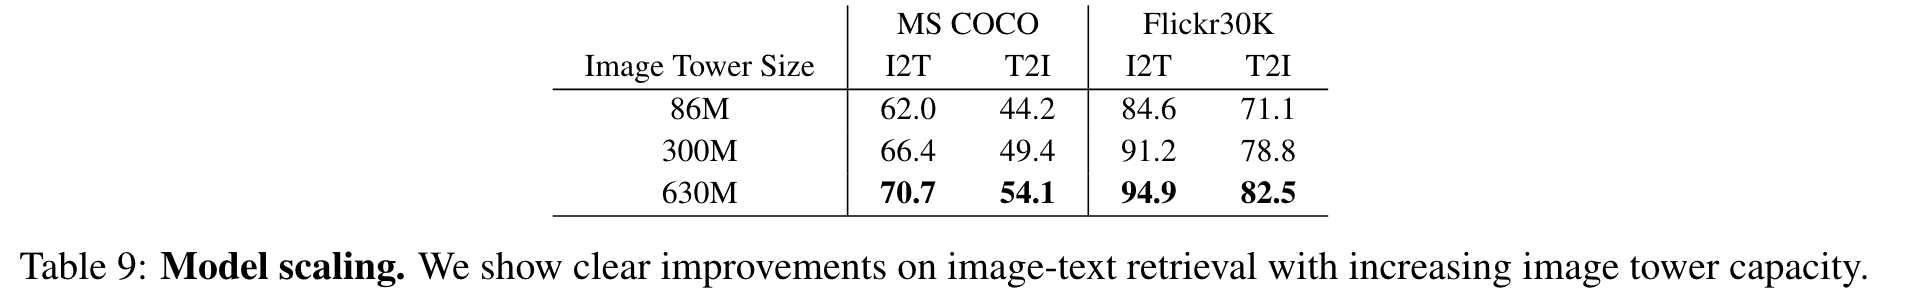 MS COCO Flickr30K
Image Tower Size I2T T2I I2T T2I
86M 62.0 44.2 84.6 71.1
300M 66.4 49.4 91.2 78.8
630M 70.7 54.1 94.9 82.5
Table 9: Model scaling. We show clear improvements on image-text retrieval with increasing image tower capacity.